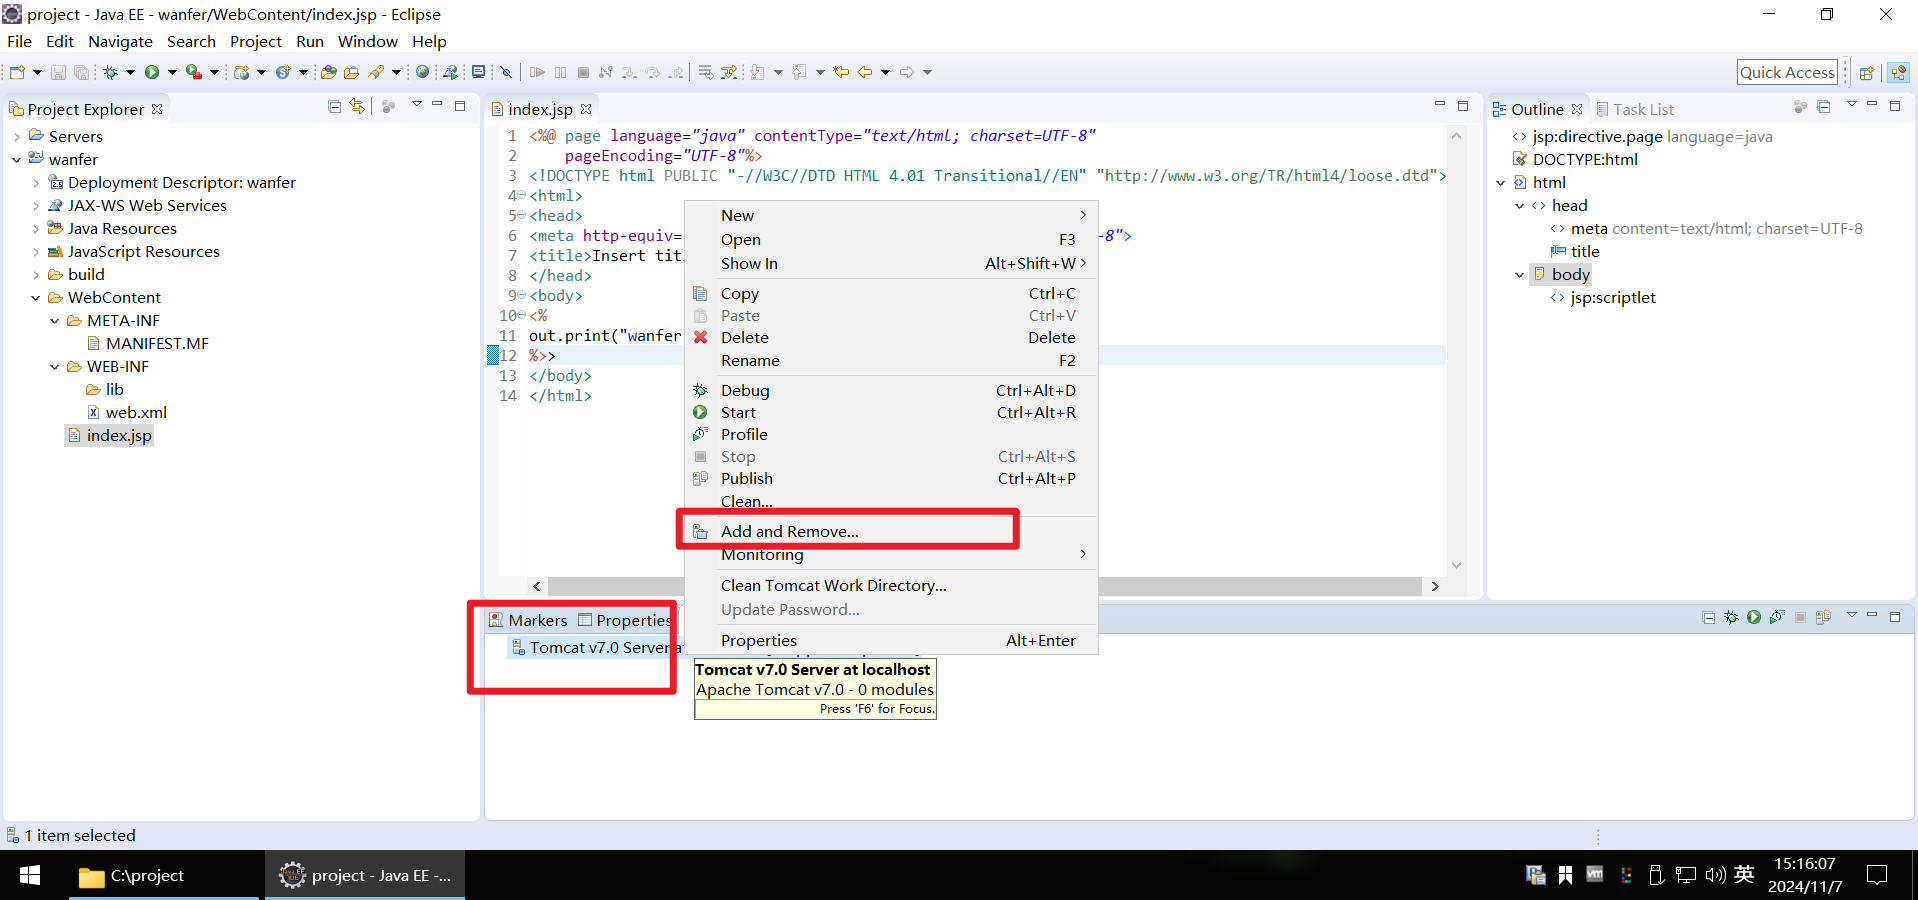 project - Java EE - wanfer/WebContent/index.jsp - Eclipse
File Edit Navigate Search Project Run Window Help
Quick Access
Project Explorer
Servers
wanfer
Deployment Descriptor: wanfer
JAX-WS Web Services
Java Resources
JavaScript Resources
build
WebContent
META-INF
MANIFEST.MF
WEB-INF
lib
web.xml
index.jsp
index.jsp
1 <%@ page language="java" contentType="text/html; charset=UTF-8"
2 pageEncoding="UTF-8"%>
3 <!DOCTYPE html PUBLIC "-//W3C//DTD HTML 4.01 Transitional//EN" "http://www.w3.org/TR/html4/loose.dtd">
4 <html>
5 <head>
6 <meta http-equiv= -8">
7 <title>Insert tit
8 </head>
9 <body>
10 <%
11 out.print("wanfer
12 %>>
13 </body>
14 </html>
New
Open F3
Show In Alt+Shift+W
Copy Ctrl+C
Paste Ctrl+V
Delete Delete
Rename F2
Debug Ctrl+Alt+D
Start Ctrl+Alt+R
Profile
Stop Ctrl+Alt+S
Publish Ctrl+Alt+P
Clean...
Add and Remove...
Monitoring
Clean Tomcat Work Directory...
Update Password...
Properties Alt+Enter
Outline Task List
jsp:directive.page language=java
DOCTYPE:html
html
head
meta content=text/html; charset=UTF-8
title
body
jsp:scriptlet
Markers Properties
Tomcat v7.0 Server
Tomcat v7.0 Server at localhost
Apache Tomcat v7.0 - 0 modules
Press 'F6' for Focus.
1 item selected
C:\project
project - Java EE -...
vm
英
15:16:07
2024/11/7